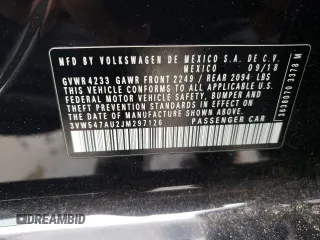 MFD BY VOLKSWAGEN DE MEXICO S.A. DE C.V.
MEXICO 09/18
GVWR4233 GAWR FRONT 2249 / REAR 2094 LBS
THIS VEHICLE CONFORMS TO ALL APPLICABLE
FEDERAL MOTOR VEHICLE SAFETY, BUMPER AND
THEFT PREVENTION STANDARDS IN EFFECT ON THE
DATE OF MANUFACTURE SHOWN ABOVE
3VW547AU2JM297126 PASSENGER CAR
DREAMBID